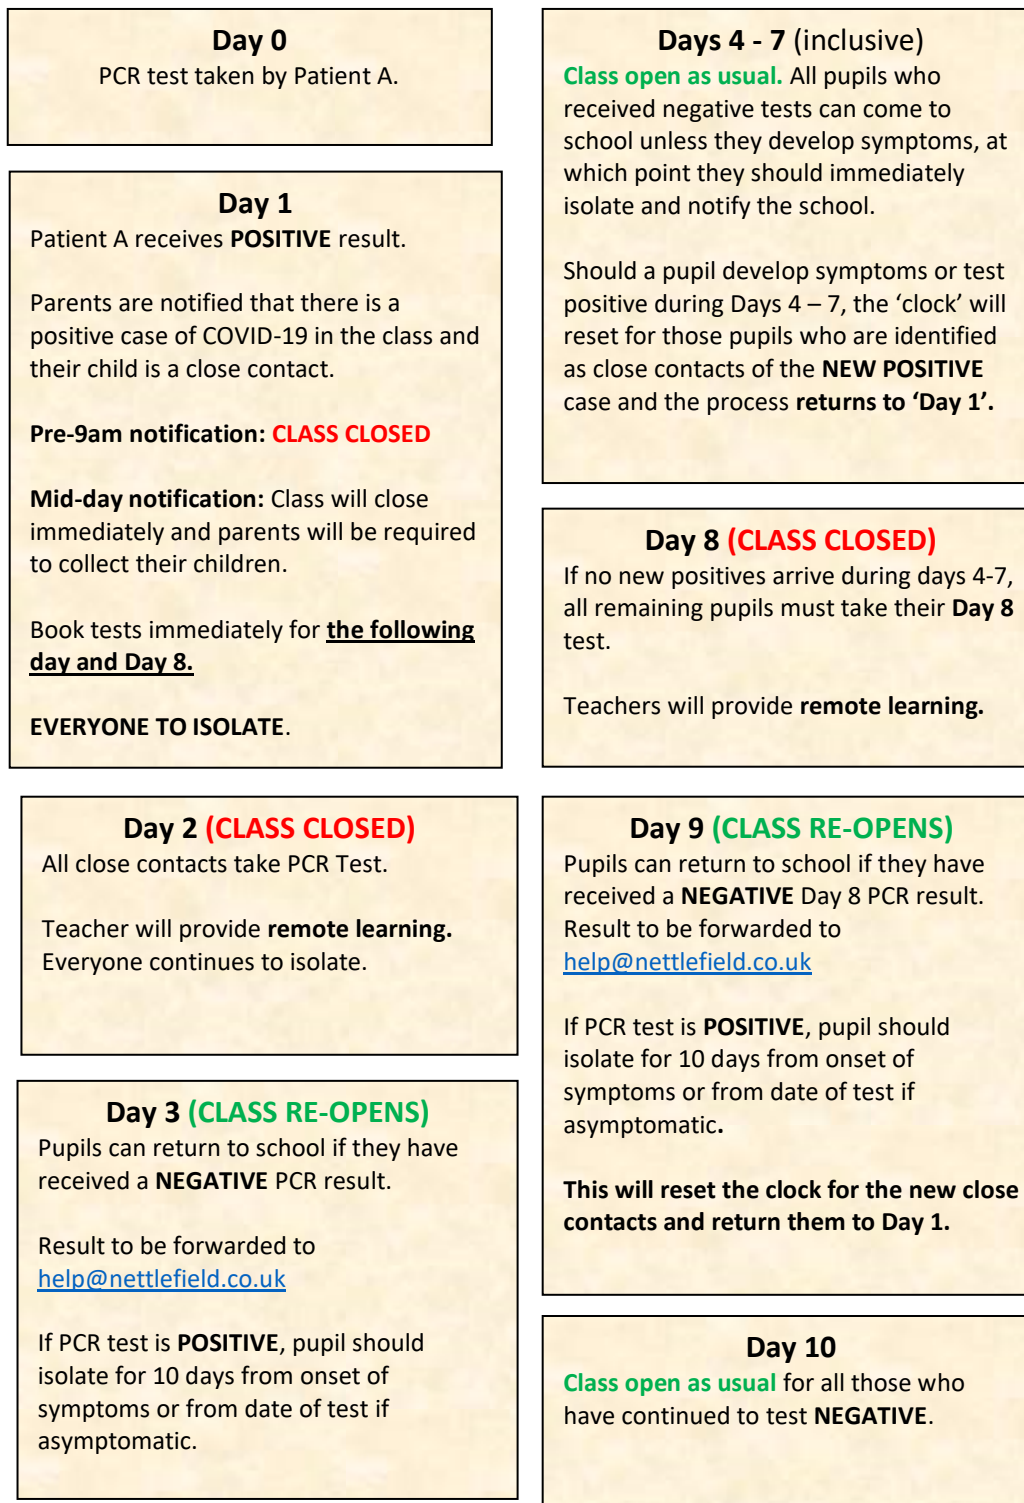 Day 0
PCR test taken by Patient A.
Day 1
Patient A receives POSITIVE result.
Parents are notified that there is a
positive case of COVID-19 in the class and
their child is a close contact.
Pre-9am notification: CLASS CLOSED
Mid-day notification: Class will close
immediately and parents will be required
to collect their children.
Book tests immediately for the following
day and Day 8.
EVERYONE TO ISOLATE.
Day 2 (CLASS CLOSED)
All close contacts take PCR Test.
Teacher will provide remote learning.
Everyone continues to isolate.
Day 3 (CLASS RE-OPENS)
Pupils can return to school if they have
received a NEGATIVE PCR result.
Result to be forwarded to
help@nettlefield.co.uk
If PCR test is POSITIVE, pupil should
isolate for 10 days from onset of
symptoms or from date of test if
asymptomatic.
Days 4 - 7 (inclusive)
Class open as usual. All pupils who
received negative tests can come to
school unless they develop symptoms, at
which point they should immediately
isolate and notify the school.
Should a pupil develop symptoms or test
positive during Days 4 – 7, the ‘clock’ will
reset for those pupils who are identified
as close contacts of the NEW POSITIVE
case and the process returns to ‘Day 1’.
Day 8 (CLASS CLOSED)
If no new positives arrive during days 4-7,
all remaining pupils must take their Day 8
test.
Teachers will provide remote learning.
Day 9 (CLASS RE-OPENS)
Pupils can return to school if they have
received a NEGATIVE Day 8 PCR result.
Result to be forwarded to
help@nettlefield.co.uk
If PCR test is POSITIVE, pupil should
isolate for 10 days from onset of
symptoms or from date of test if
asymptomatic.
This will reset the clock for the new close
contacts and return them to Day 1.
Day 10
Class open as usual for all those who
have continued to test NEGATIVE.